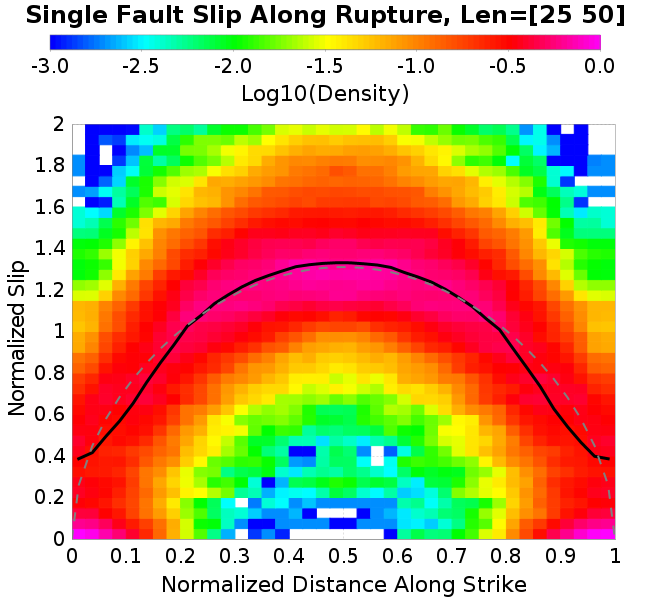 Single Fault Slip Along Rupture, Len=[25 50]
-3.0 -2.5 -2.0 -1.5 -1.0 -0.5 0.0
Log10(Density)
Normalized Slip
2
1.8
1.6
1.4
1.2
1
0.8
0.6
0.4
0.2
0
0 0.1 0.2 0.3 0.4 0.5 0.6 0.7 0.8 0.9 1
Normalized Distance Along Strike